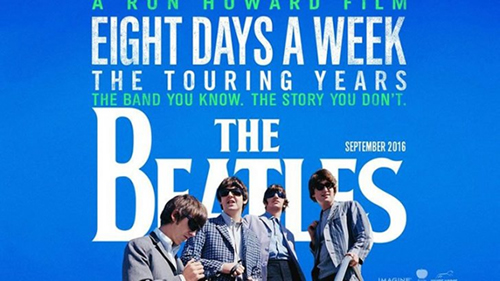 A RON HOWARD FILM
EIGHT DAYS A WEEK
THE TOURING YEARS
THE BAND YOU KNOW. THE STORY YOU DON'T.
THE
BEATLES
SEPTEMBER 2016
IMAGINE